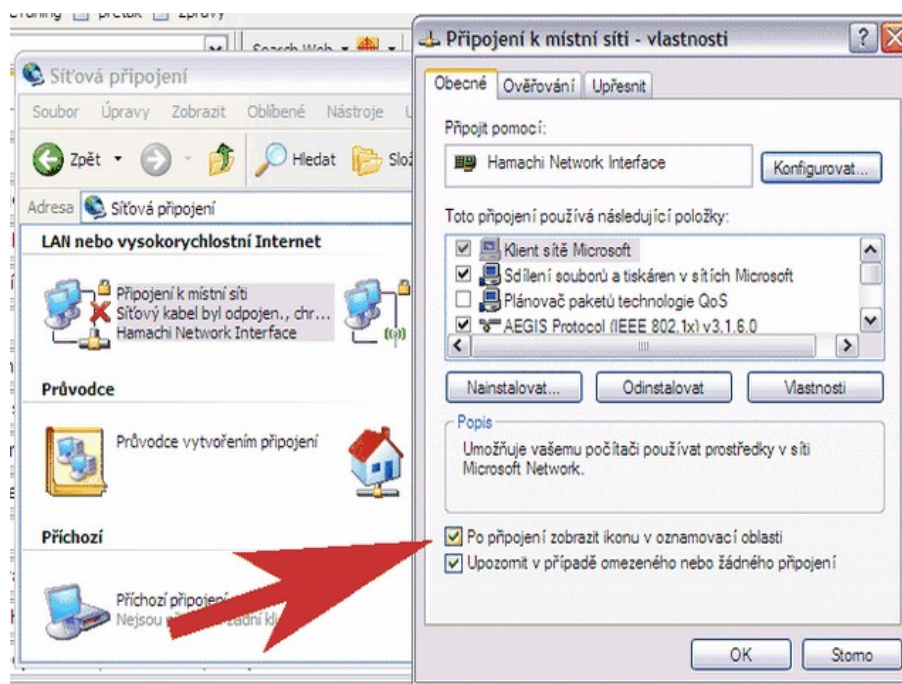 Search Web
Síťová připojení
Soubor Úpravy Zobrazit Oblíbené Nástroje
Zpět Hledat
Adresa Síťová připojení
LAN nebo vysokorychlostní Internet
Připojení k místní síti
Síťový kabel byl odpojen., chr...
Hamachi Network Interface
Průvodce
Průvodce vytvořením připojení
Příchozí
Příchozí připojení
Nejsou
Připojení k místní síti - vlastnosti
Obecné Ověřování Upřesnit
Připojit pomocí:
Hamachi Network Interface
Konfigurovat...
Toto připojení používá následující položky:
Klient sítě Microsoft
Sdílení souborů a tiskáren v sítích Microsoft
Plánovač paketů technologie QoS
AEGIS Protocol (IEEE 802.1x) v3.1.6.0
Nainstalovat... Odinstalovat Vlastnosti
Popis
Umožňuje vašemu počítači používat prostředky v síti
Microsoft Network.
Po připojení zobrazit ikonu v oznamovací oblasti
Upozornit v případě omezeného nebo žádného připojení
OK Storno